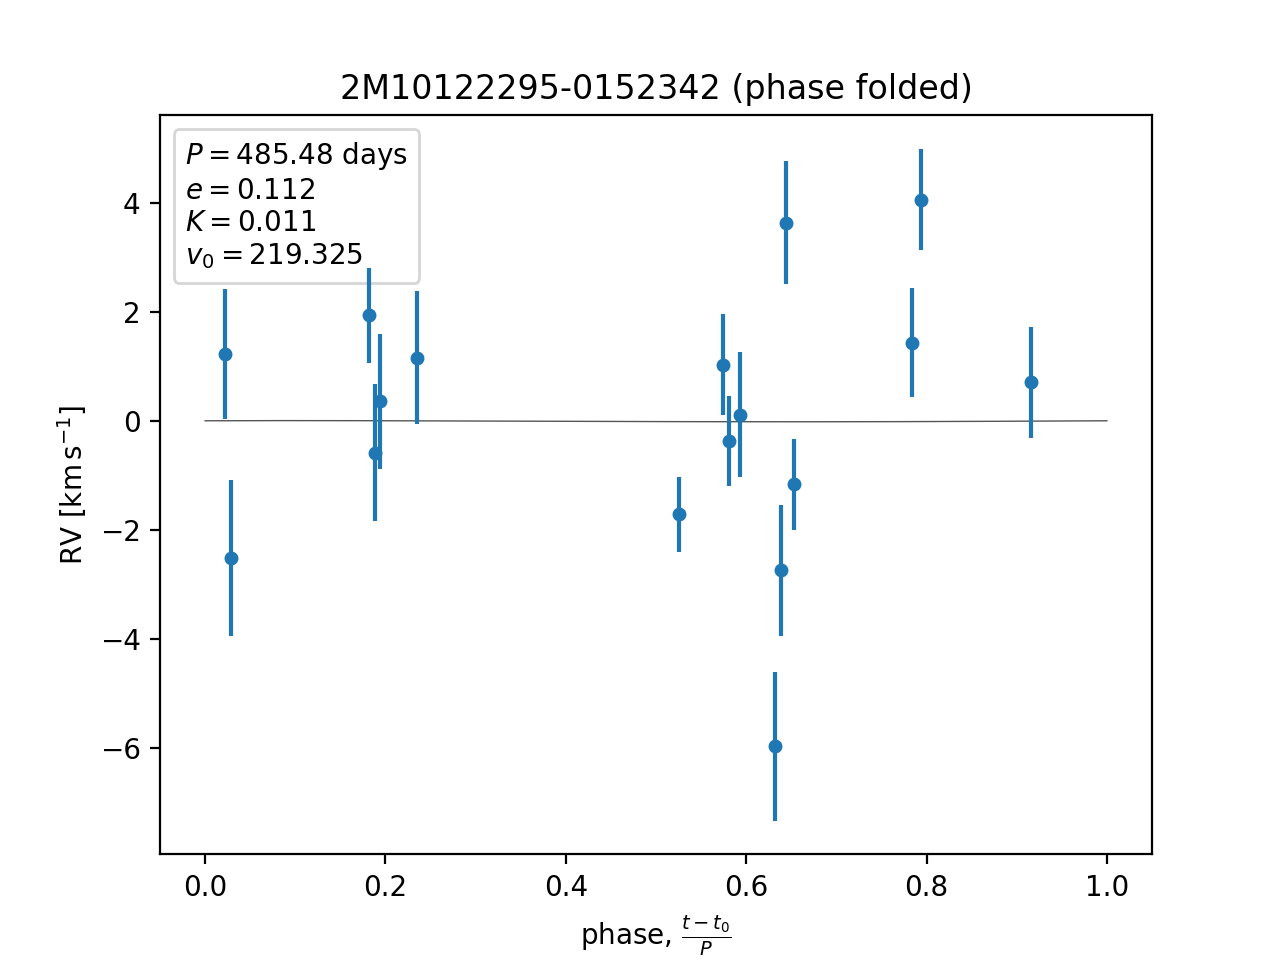 2M10122295-0152342 (phase folded)
P = 485.48 days
e = 0.112
K = 0.011
v₀ = 219.325
4
2
0
−2
−4
−6
RV [km s⁻¹]
0.0 0.2 0.4 0.6 0.8 1.0
phase, (t − t₀)/P